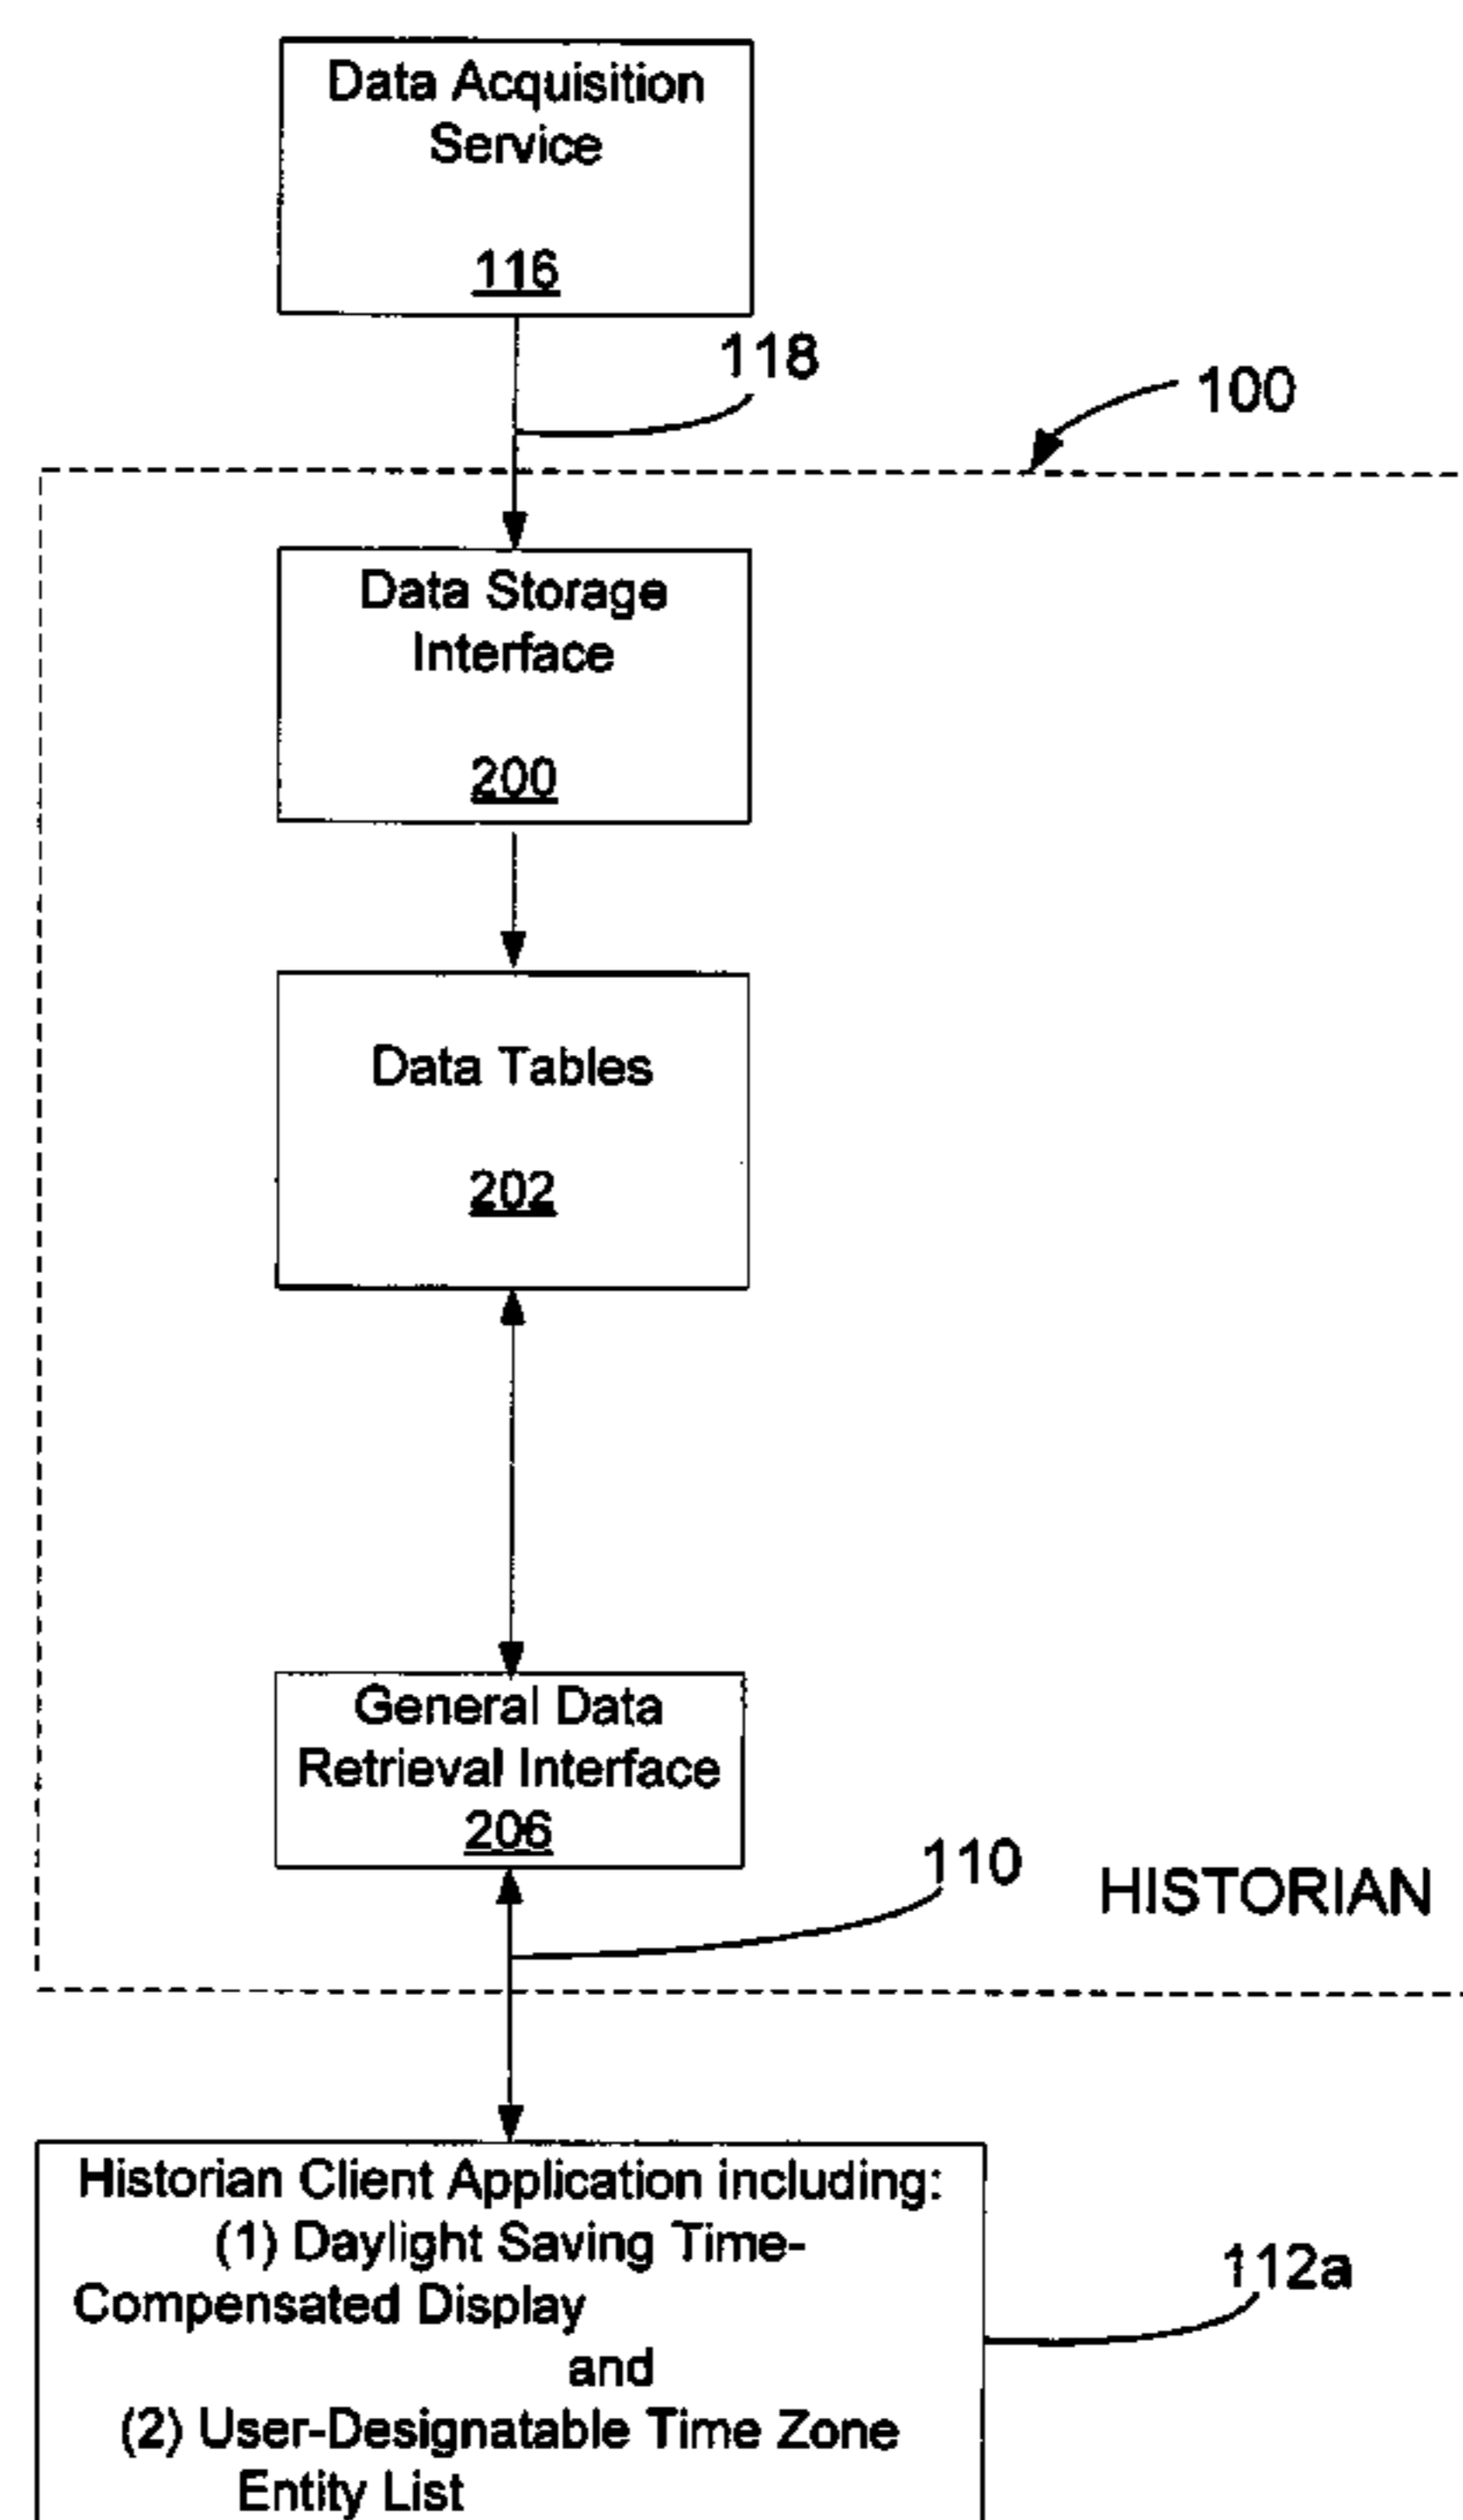 Data Acquisition
Service
116
118
100
Data Storage
Interface
200
Data Tables
202
General Data
Retrieval Interface
206
110
HISTORIAN
Historian Client Application including:
(1) Daylight Saving Time-
Compensated Display
and
(2) User-Designatable Time Zone
Entity List
112a